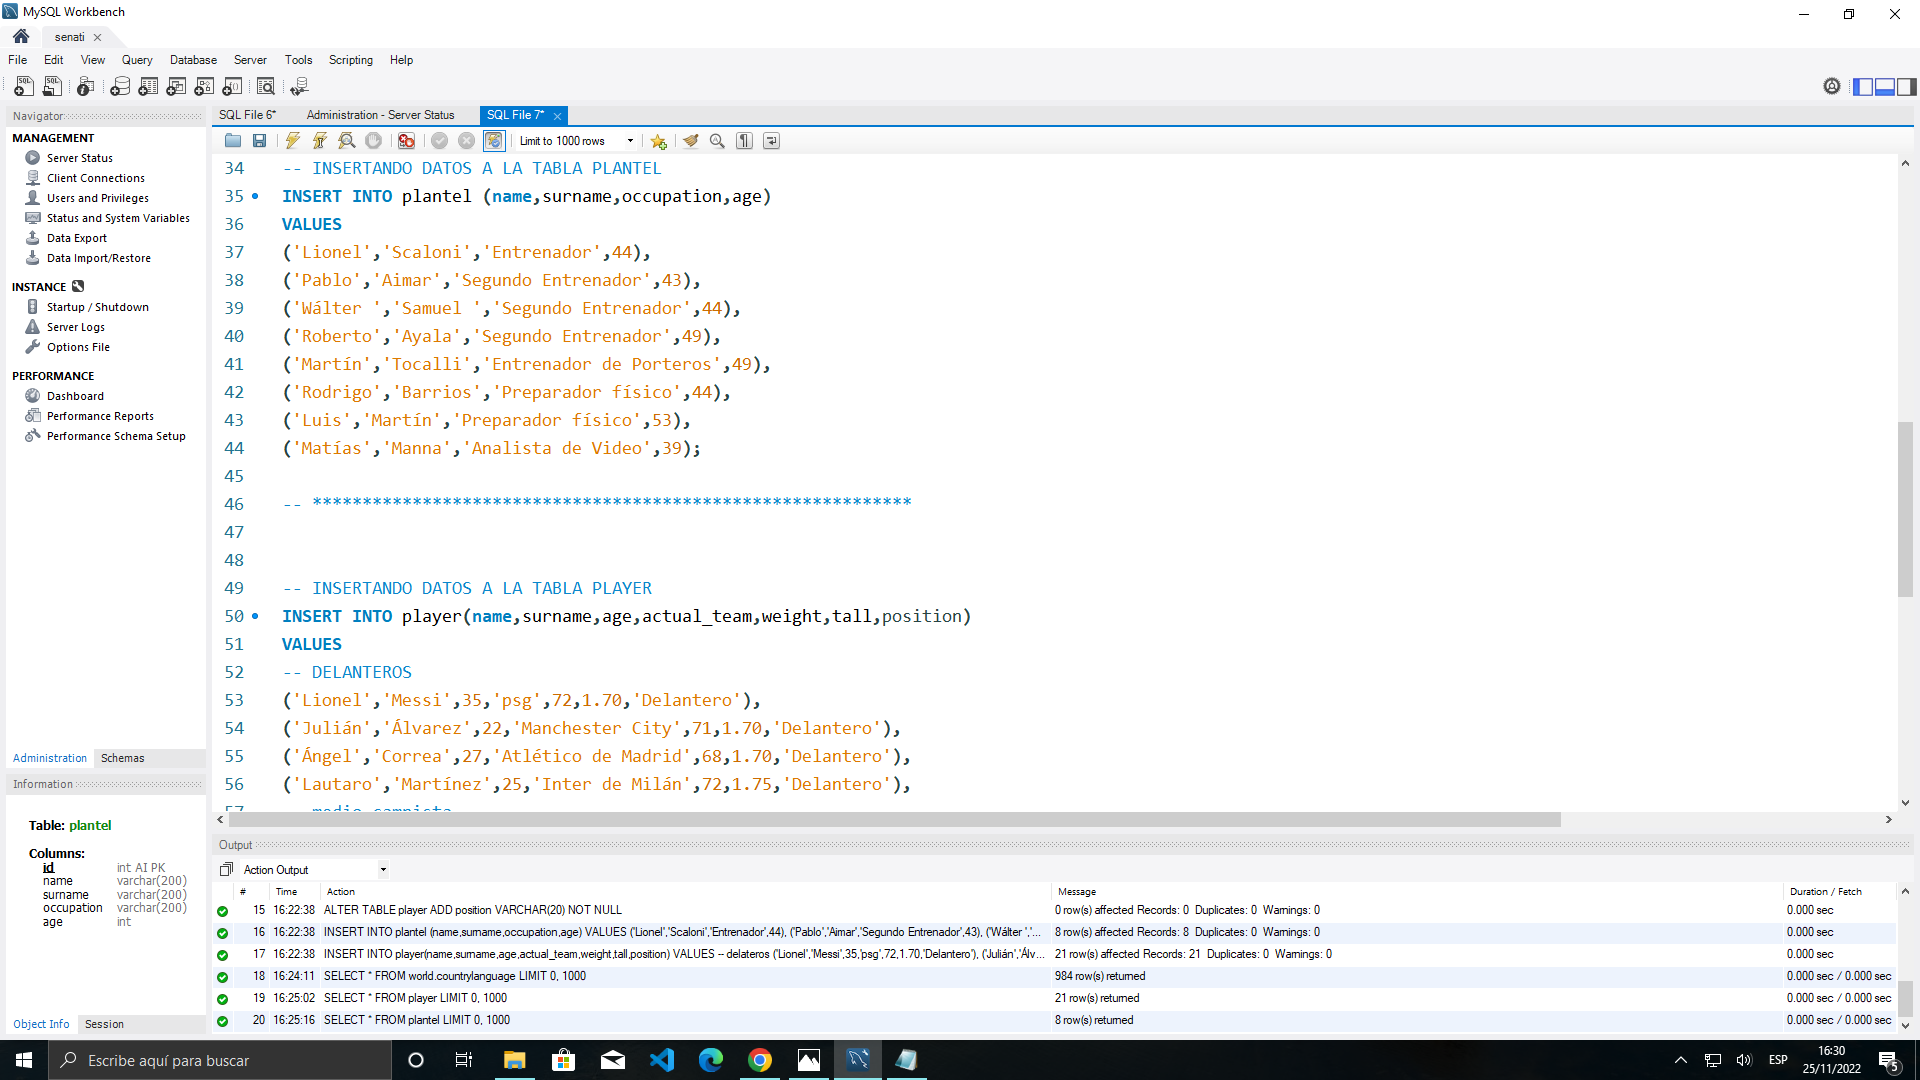 MySQL Workbench
senati
File Edit View Query Database Server Tools Scripting Help
Navigator
MANAGEMENT
Server Status
Client Connections
Users and Privileges
Status and System Variables
Data Export
Data Import/Restore
INSTANCE
Startup / Shutdown
Server Logs
Options File
PERFORMANCE
Dashboard
Performance Reports
Performance Schema Setup
Administration Schemas
Information
Table: plantel
Columns:
id int AI PK
name varchar(200)
surname varchar(200)
occupation varchar(200)
age int
Object Info Session
SQL File 6* Administration - Server Status SQL File 7*
Limit to 1000 rows
34 -- INSERTANDO DATOS A LA TABLA PLANTEL
35 INSERT INTO plantel (name,surname,occupation,age)
36 VALUES
37 ('Lionel','Scaloni','Entrenador',44),
38 ('Pablo','Aimar','Segundo Entrenador',43),
39 ('Wálter ','Samuel ','Segundo Entrenador',44),
40 ('Roberto','Ayala','Segundo Entrenador',49),
41 ('Martín','Tocalli','Entrenador de Porteros',49),
42 ('Rodrigo','Barrios','Preparador físico',44),
43 ('Luis','Martín','Preparador físico',53),
44 ('Matías','Manna','Analista de Video',39);
45
46 -- ************************************************************
47
48
49 -- INSERTANDO DATOS A LA TABLA PLAYER
50 INSERT INTO player(name,surname,age,actual_team,weight,tall,position)
51 VALUES
52 -- DELANTEROS
53 ('Lionel','Messi',35,'psg',72,1.70,'Delantero'),
54 ('Julián','Álvarez',22,'Manchester City',71,1.70,'Delantero'),
55 ('Ángel','Correa',27,'Atlético de Madrid',68,1.70,'Delantero'),
56 ('Lautaro','Martínez',25,'Inter de Milán',72,1.75,'Delantero'),
57 medio campista
Output
Action Output
# Time Action Message Duration / Fetch
15 16:22:38 ALTER TABLE player ADD position VARCHAR(20) NOT NULL 0 row(s) affected Records: 0 Duplicates: 0 Warnings: 0 0.000 sec
16 16:22:38 INSERT INTO plantel (name,surname,occupation,age) VALUES ('Lionel','Scaloni','Entrenador',44), ('Pablo','Aimar','Segundo Entrenador',43), ('Wálter ','... 8 row(s) affected Records: 8 Duplicates: 0 Warnings: 0 0.000 sec
17 16:22:38 INSERT INTO player(name,surname,age,actual_team,weight,tall,position) VALUES -- delateros ('Lionel','Messi',35,'psg',72,1.70,'Delantero'), ('Julián','Álv... 21 row(s) affected Records: 21 Duplicates: 0 Warnings: 0 0.000 sec
18 16:24:11 SELECT * FROM world.countrylanguage LIMIT 0, 1000 984 row(s) returned 0.000 sec / 0.000 sec
19 16:25:02 SELECT * FROM player LIMIT 0, 1000 21 row(s) returned 0.000 sec / 0.000 sec
20 16:25:16 SELECT * FROM plantel LIMIT 0, 1000 8 row(s) returned 0.000 sec / 0.000 sec
Escribe aquí para buscar
ESP
16:30
25/11/2022
5